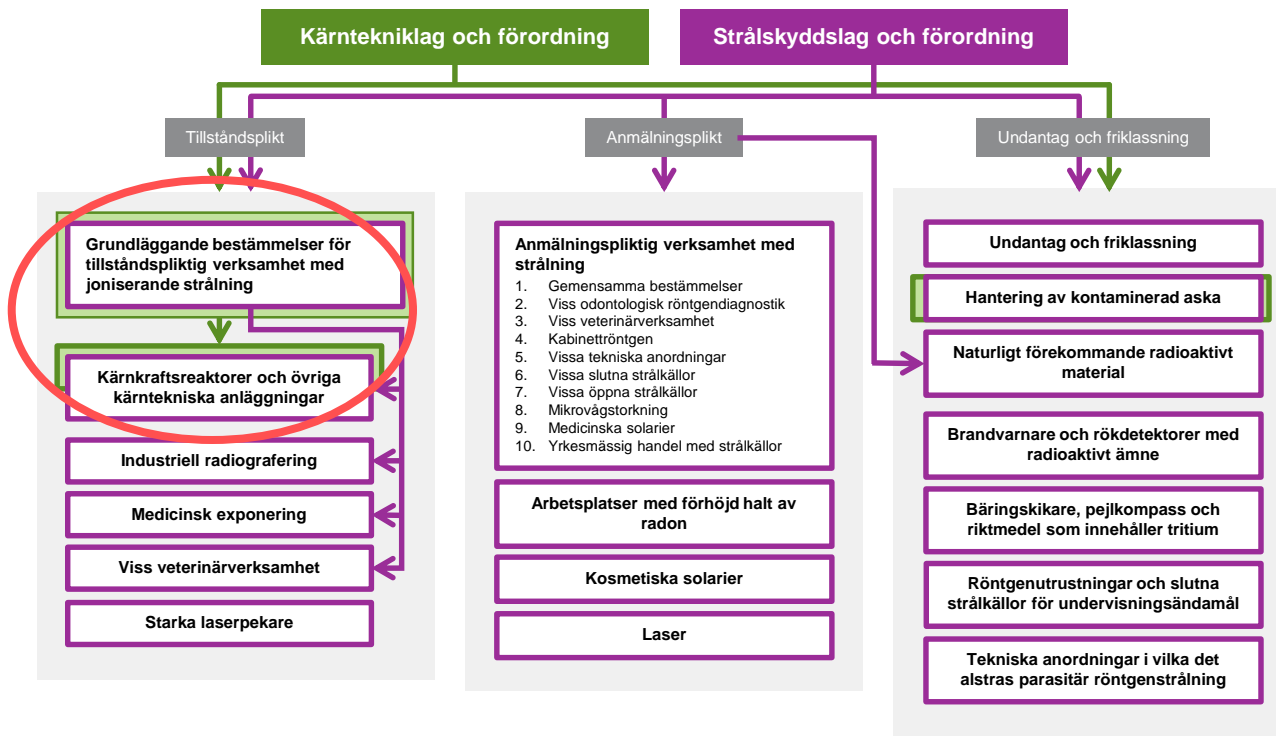 Kärntekniklag och förordning
Strålskyddslag och förordning
Tillståndsplikt
Anmälningsplikt
Undantag och friklassning
Grundläggande bestämmelser för
tillståndspliktig verksamhet med
joniserande strålning
Kärnkraftsreaktorer och övriga
kärntekniska anläggningar
Industriell radiografering
Medicinsk exponering
Viss veterinärverksamhet
Starka laserpekare
Anmälningspliktig verksamhet med
strålning
1. Gemensamma bestämmelser
2. Viss odontologisk röntgendiagnostik
3. Viss veterinärverksamhet
4. Kabinettröntgen
5. Vissa tekniska anordningar
6. Vissa slutna strålkällor
7. Vissa öppna strålkällor
8. Mikrovågstorkning
9. Medicinska solarier
10. Yrkesmässig handel med strålkällor
Arbetsplatser med förhöjd halt av
radon
Kosmetiska solarier
Laser
Undantag och friklassning
Hantering av kontaminerad aska
Naturligt förekommande radioaktivt
material
Brandvarnare och rökdetektorer med
radioaktivt ämne
Bäringskikare, pejlkompass och
riktmedel som innehåller tritium
Röntgenutrustningar och slutna
strålkällor för undervisningsändamål
Tekniska anordningar i vilka det
alstras parasitär röntgenstrålning